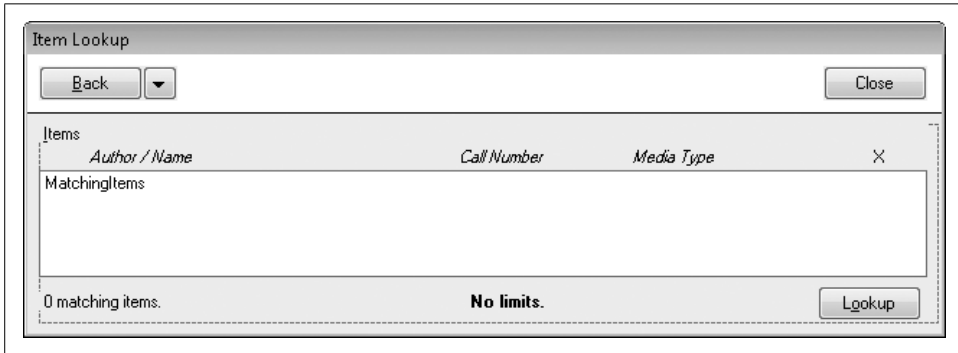 Item Lookup
Back Close
Items
Author / Name Call Number Media Type X
MatchingItems
0 matching items. No limits. Lookup